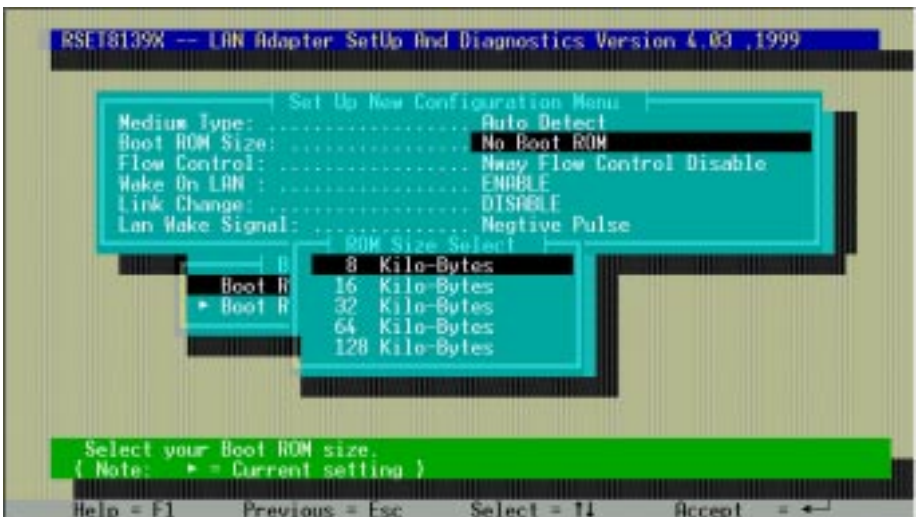 RSET8139X -- LAN Adapter SetUp And Diagnostics Version 4.03 ,1999
Set Up New Configuration Menu
Medium Type: ................. Auto Detect
Boot ROM Size: ................ No Boot ROM
Flow Control: ................. Nway Flow Control Disable
Wake On LAN : ................. ENABLE
Link Change: .................. DISABLE
Lan Wake Signal: .............. Negtive Pulse
ROM Size Select
B
Boot R
► Boot R
8 Kilo-Bytes
16 Kilo-Bytes
32 Kilo-Bytes
64 Kilo-Bytes
128 Kilo-Bytes
Select your Boot ROM size.
( Note: ► = Current setting )
Help = F1 Previous = Esc Select = ↑↓ Accept = ↵